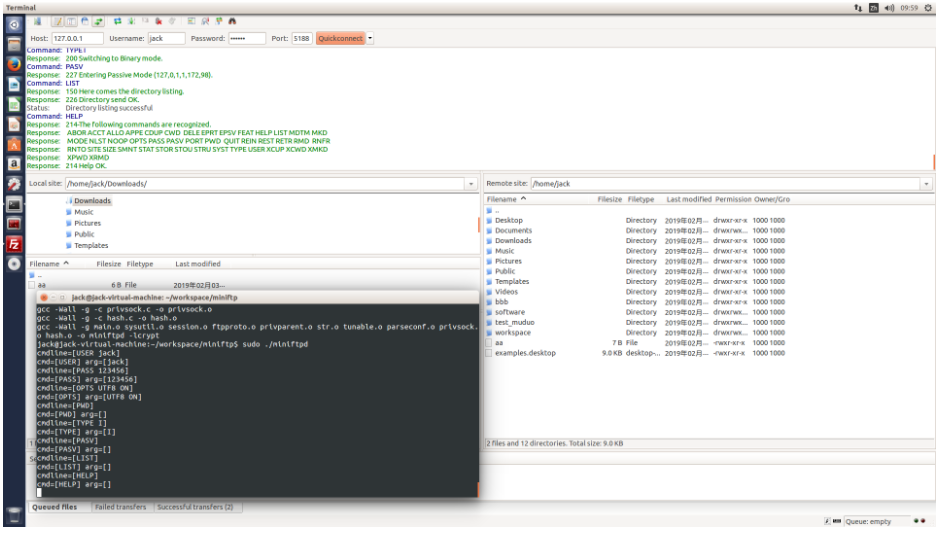 Terminal
Zh
09:59
Host: 127.0.0.1 Username: jack Password: •••••• Port: 5188 Quickconnect
Command: TYPE I
Response: 200 Switching to Binary mode.
Command: PASV
Response: 227 Entering Passive Mode (127,0,1,1,172,98).
Command: LIST
Response: 150 Here comes the directory listing.
Response: 226 Directory send OK.
Status: Directory listing successful
Command: HELP
Response: 214-The following commands are recognized.
Response: ABOR ACCT ALLO APPE CDUP CWD DELE EPRT EPSV FEAT HELP LIST MDTM MKD
Response: MODE NLST NOOP OPTS PASS PASV PORT PWD QUIT REIN REST RETR RMD RNFR
Response: RNTO SITE SIZE SMNT STAT STOR STOU STRU SYST TYPE USER XCUP XCWD XMKD
Response: XPWD XRMD
Response: 214 Help OK.
Local site: /home/jack/Downloads/
Downloads
Music
Pictures
Public
Templates
Filename Filesize Filetype Last modified
..
aa 6 B File 2019年02月03...
Remote site: /home/jack
Filename Filesize Filetype Last modified Permission Owner/Gro
..
Desktop Directory 2019年02月... drwxr-xr-x 1000 1000
Documents Directory 2019年02月... drwxrwx... 1000 1000
Downloads Directory 2019年02月... drwxr-xr-x 1000 1000
Music Directory 2019年02月... drwxr-xr-x 1000 1000
Pictures Directory 2019年02月... drwxr-xr-x 1000 1000
Public Directory 2019年02月... drwxr-xr-x 1000 1000
Templates Directory 2019年02月... drwxr-xr-x 1000 1000
Videos Directory 2019年02月... drwxr-xr-x 1000 1000
bbb Directory 2019年02月... drwxr-xr-x 1000 1000
software Directory 2019年02月... drwxrwx... 1000 1000
test_muduo Directory 2019年02月... drwxrwx... 1000 1000
workspace Directory 2019年02月... drwxrwx... 1000 1000
aa 7 B File 2019年02月... -rwxr-xr-x 1000 1000
examples.desktop 9.0 KB desktop-... 2019年02月... -rwxr-xr-x 1000 1000
2 files and 12 directories. Total size: 9.0 KB
jack@jack-virtual-machine: ~/workspace/miniftp
gcc -Wall -g -c privsock.c -o privsock.o
gcc -Wall -g -c hash.c -o hash.o
gcc -Wall -g main.o sysutil.o session.o ftpproto.o privparent.o str.o tunable.o parseconf.o privsock.
o hash.o -o miniftpd -lcrypt
jack@jack-virtual-machine:~/workspace/miniftp$ sudo ./miniftpd
cmdline=[USER jack]
cmd=[USER] arg=[jack]
cmdline=[PASS 123456]
cmd=[PASS] arg=[123456]
cmdline=[OPTS UTF8 ON]
cmd=[OPTS] arg=[UTF8 ON]
cmdline=[PWD]
cmd=[PWD] arg=[]
cmdline=[TYPE I]
cmd=[TYPE] arg=[I]
cmdline=[PASV]
cmd=[PASV] arg=[]
cmdline=[LIST]
cmd=[LIST] arg=[]
cmdline=[HELP]
cmd=[HELP] arg=[]
Queued files Failed transfers Successful transfers (2)
Queue: empty